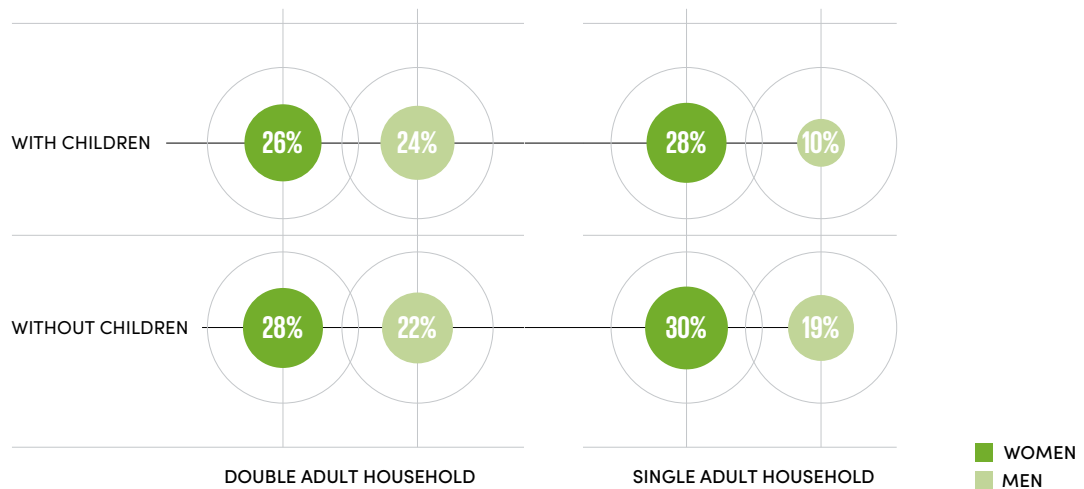 WITH CHILDREN 26% 24% 28% 10%
WITHOUT CHILDREN 28% 22% 30% 19%
DOUBLE ADULT HOUSEHOLD SINGLE ADULT HOUSEHOLD
WOMEN
MEN